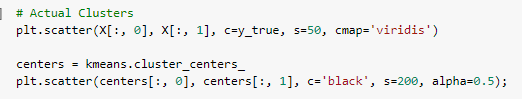 # Actual Clusters
plt.scatter(X[:, 0], X[:, 1], c=y_true, s=50, cmap='viridis')
centers = kmeans.cluster_centers_
plt.scatter(centers[:, 0], centers[:, 1], c='black', s=200, alpha=0.5);